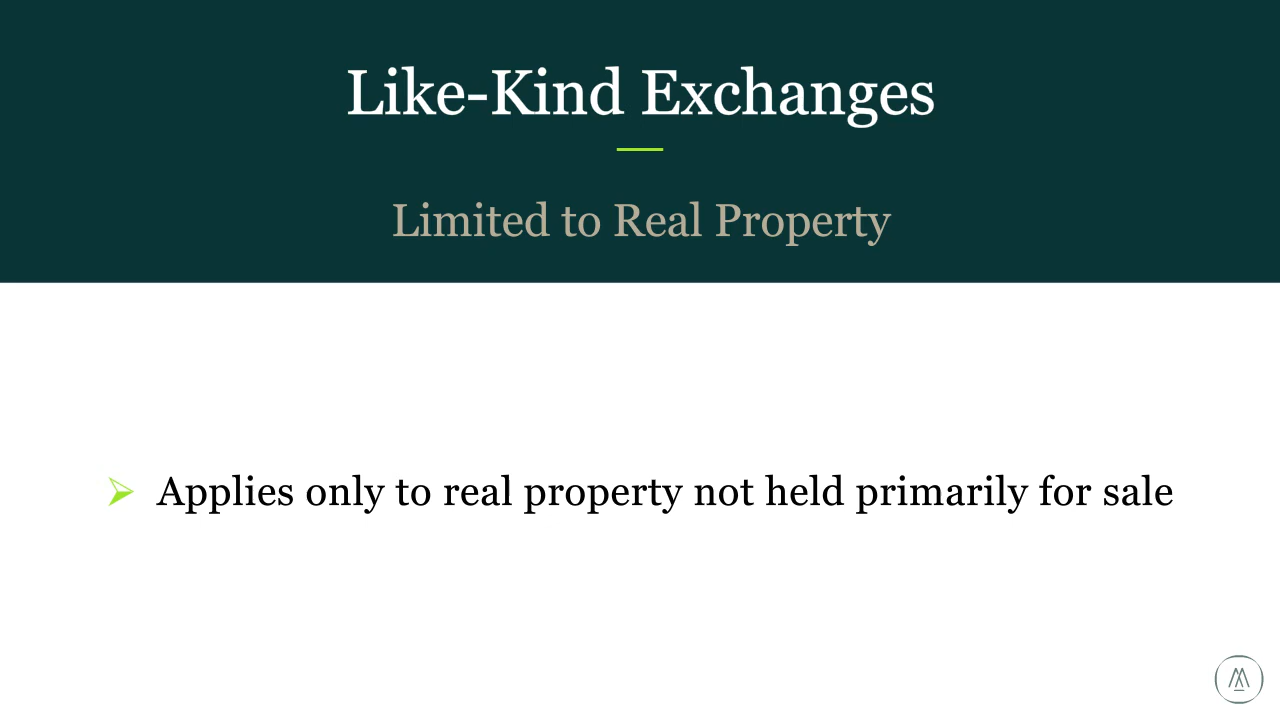 Like-Kind Exchanges
Limited to Real Property
Applies only to real property not held primarily for sale